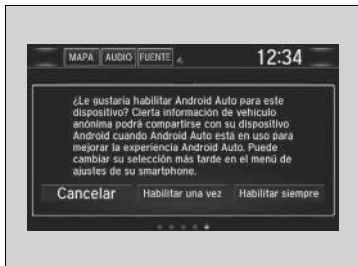 MAPA AUDIO FUENTE 12:34
¿Le gustaría habilitar Android Auto para este
dispositivo? Cierta información de vehículo
anónima podrá compartirse con su dispositivo
Android cuando Android Auto está en uso para
mejorar la experiencia Android Auto. Puede
cambiar su selección más tarde en el menú de
ajustes de su smartphone.
Cancelar Habilitar una vez Habilitar siempre